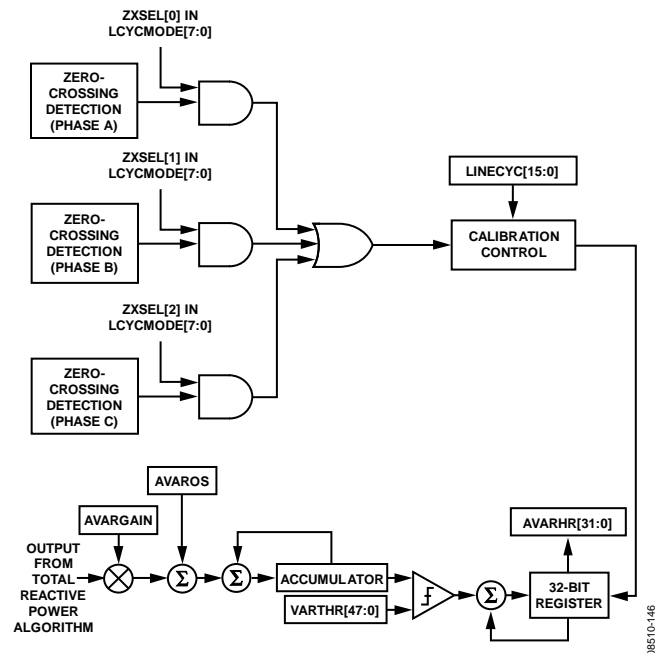 ZXSEL[0] IN
LCYCMODE[7:0]
ZERO-
CROSSING
DETECTION
(PHASE A)
ZXSEL[1] IN
LCYCMODE[7:0]
ZERO-
CROSSING
DETECTION
(PHASE B)
ZXSEL[2] IN
LCYCMODE[7:0]
ZERO-
CROSSING
DETECTION
(PHASE C)
LINECYC[15:0]
CALIBRATION
CONTROL
AVAROS
AVARGAIN
OUTPUT
FROM
TOTAL
REACTIVE
POWER
ALGORITHM
Σ
Σ
ACCUMULATOR
VARTHR[47:0]
Σ
AVARHR[31:0]
32-BIT
REGISTER
08510-146